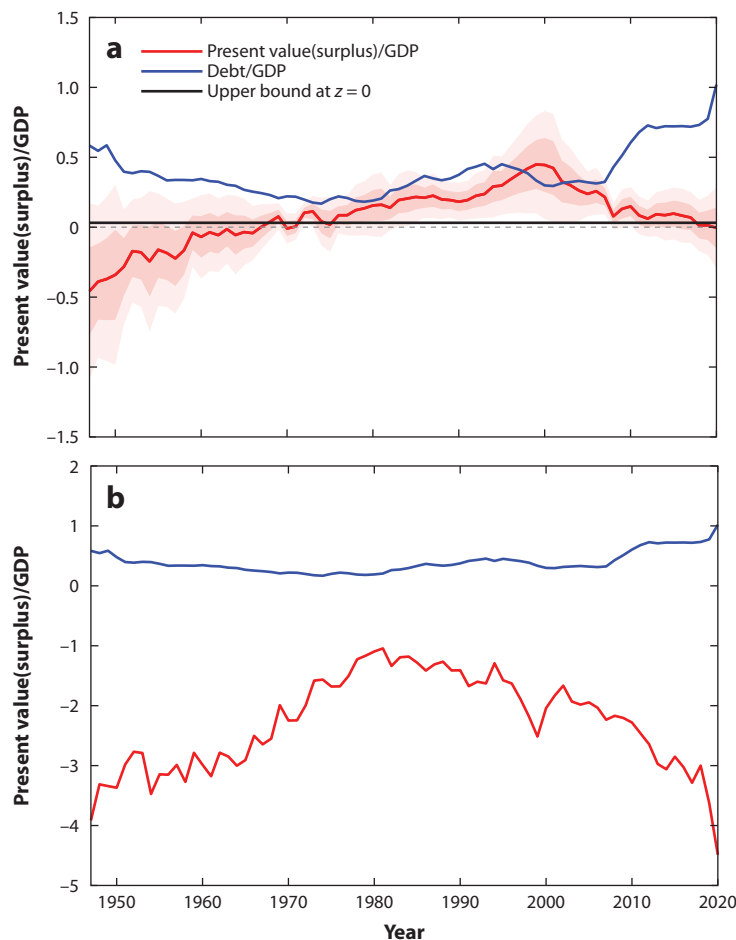 1.5
a
Present value(surplus)/GDP
Debt/GDP
Upper bound at z = 0
1.0
0.5
0
−0.5
−1.0
−1.5
Present value(surplus)/GDP
2
b
1
0
−1
−2
−3
−4
−5
Present value(surplus)/GDP
1950 1960 1970 1980 1990 2000 2010 2020
Year